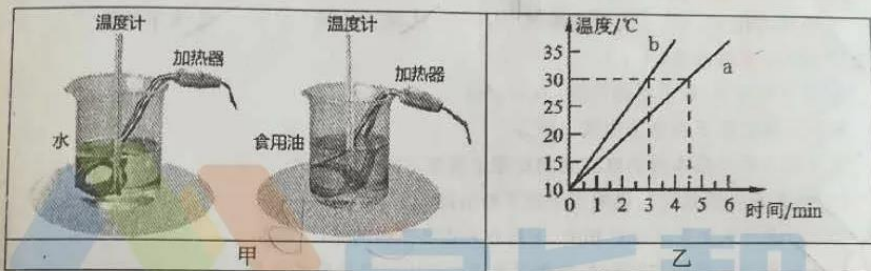 温度计
温度计
加热器
加热器
水
食用油
甲
温度/℃
b
a
35
30
25
20
15
10
0 1 2 3 4 5 6
时间/min
乙